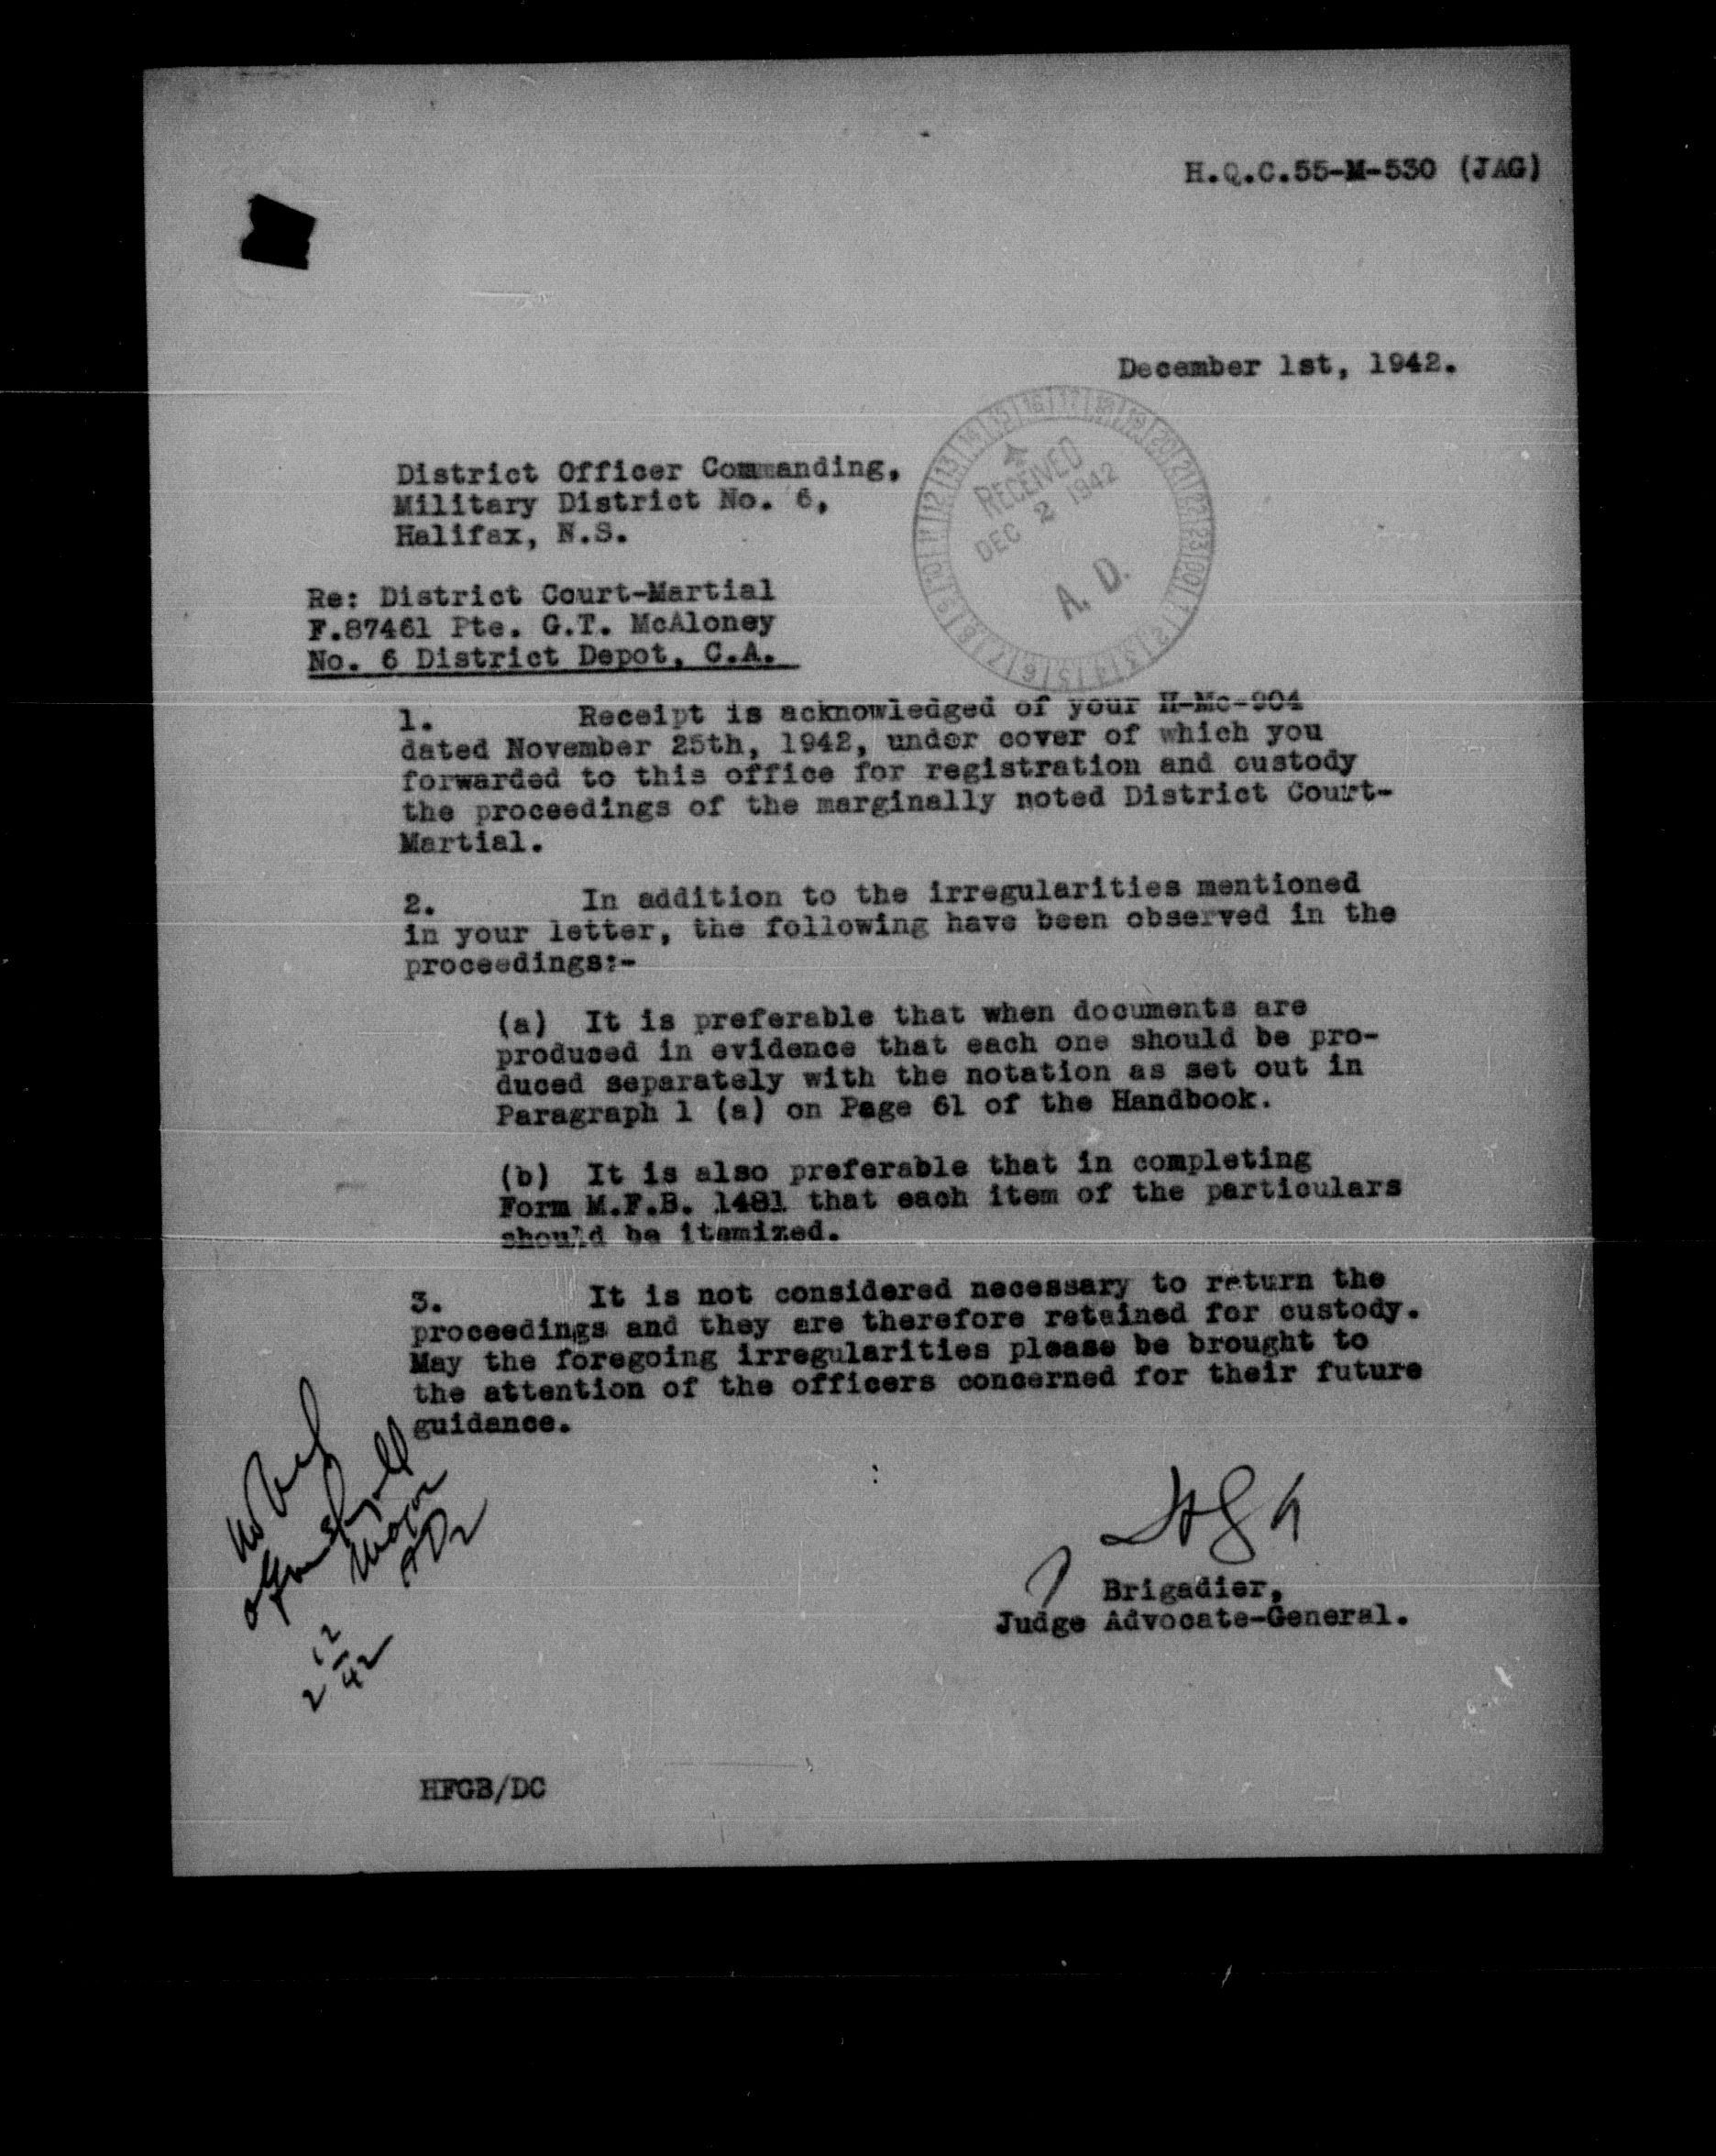 H.Q.C.55-M-530 (JAG)
December 1st, 1942.
RECEIVED
DEC 2 1942
A. D.
District Officer Commanding,
Military District No. 6,
Halifax, N.S.
Re: District Court-Martial
F.87461 Pte. G.T. McAloney
No. 6 District Depot, C.A.
1. Receipt is acknowledged of your H-Mc-904
dated November 25th, 1942, under cover of which you
forwarded to this office for registration and custody
the proceedings of the marginally noted District Court-
Martial.
2. In addition to the irregularities mentioned
in your letter, the following have been observed in the
proceedings:-
(a) It is preferable that when documents are
produced in evidence that each one should be pro-
duced separately with the notation as set out in
Paragraph 1 (a) on Page 61 of the Handbook.
(b) It is also preferable that in completing
Form M.F.B. 1481 that each item of the particulars
should be itemized.
3. It is not considered necessary to return the
proceedings and they are therefore retained for custody.
May the foregoing irregularities please be brought to
the attention of the officers concerned for their future
guidance.
Major
2 12/42
Brigadier,
Judge Advocate-General.
HFGB/DC